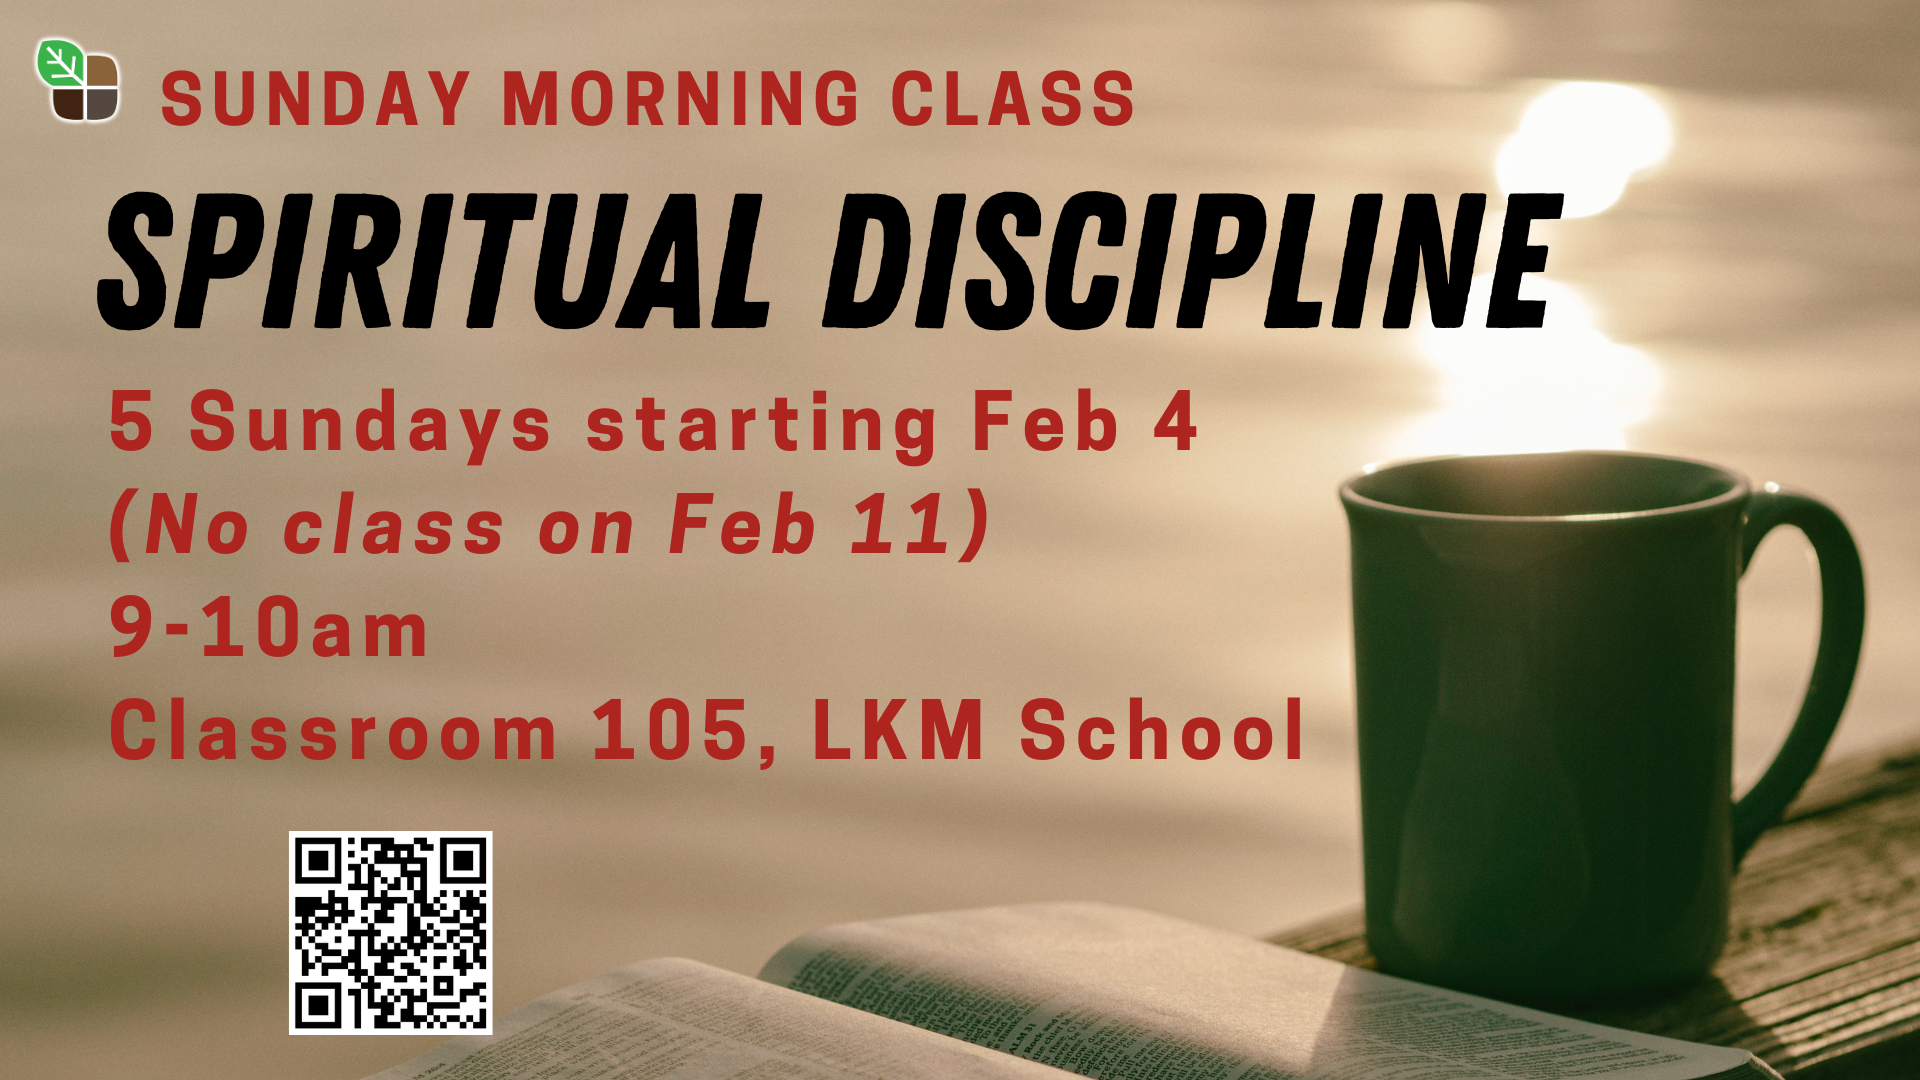 SUNDAY MORNING CLASS
SPIRITUAL DISCIPLINE
5 Sundays starting Feb 4
(No class on Feb 11)
9-10am
Classroom 105, LKM School